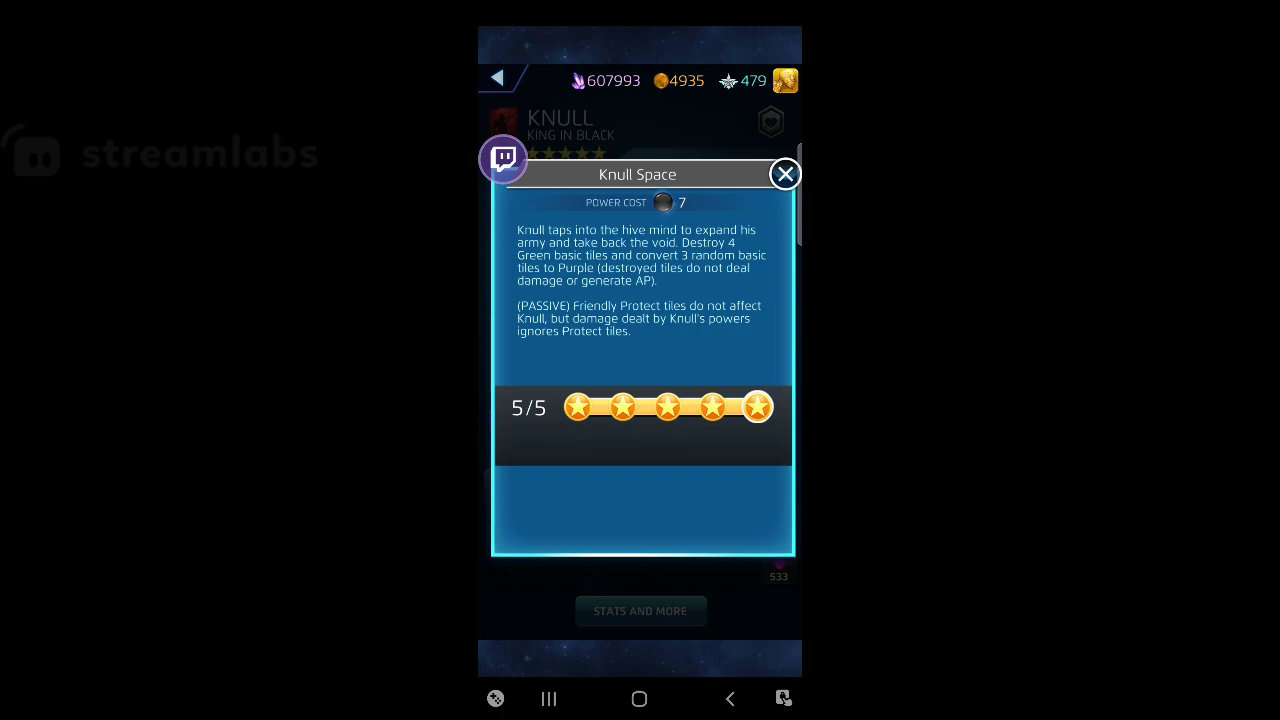 607993 4935 479
streamlabs
KNULL
KING IN BLACK
Knull Space
POWER COST 7
Knull taps into the hive mind to expand his
army and take back the void. Destroy 4
Green basic tiles and convert 3 random basic
tiles to Purple (destroyed tiles do not deal
damage or generate AP).
(PASSIVE) Friendly Protect tiles do not affect
Knull, but damage dealt by Knull's powers
ignores Protect tiles.
5/5
533
STATS AND MORE